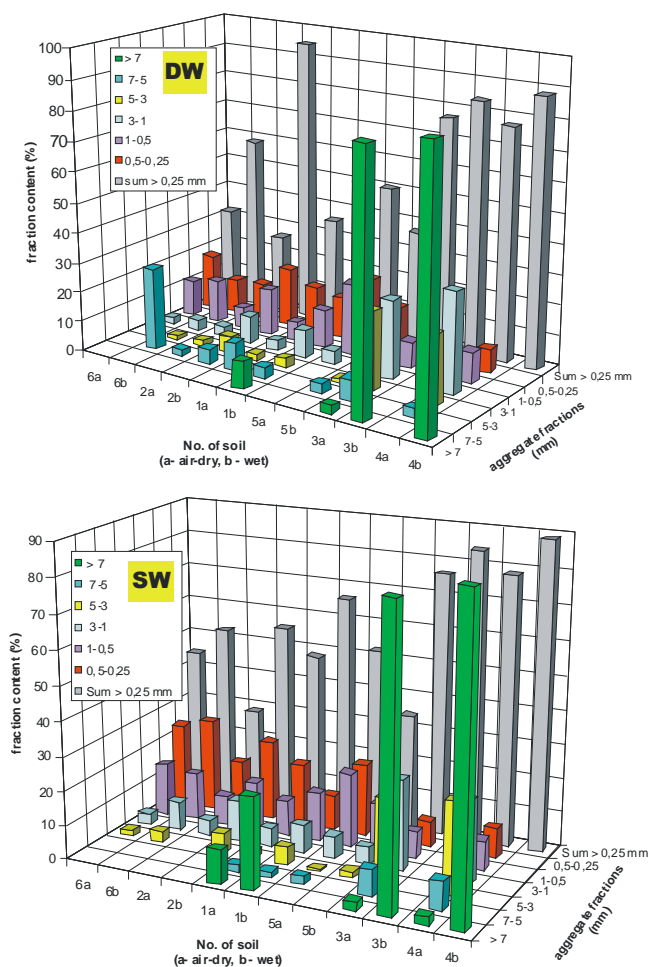 100
90
80
70
60
50
40
30
20
10
0
fraction content (%)
> 7
7-5
5-3
3-1
1-0,5
0,5-0,25
sum > 0,25 mm
DW
6a
6b
2a
2b
1a
1b
5a
5b
3a
3b
4a
4b
No. of soil
(a- air-dry, b - wet)
> 7
7-5
5-3
3-1
1-0,5
0,5-0,25
Sum > 0,25 mm
aggregate fractions
(mm)
90
80
70
60
50
40
30
20
10
0
fraction content (%)
> 7
7-5
5-3
3-1
1-0,5
0,5-0,25
Sum > 0,25 mm
SW
6a
6b
2a
2b
1a
1b
5a
5b
3a
3b
4a
4b
No. of soil
(a- air-dry, b - wet)
> 7
7-5
5-3
3-1
1-0,5
0,5-0,25
Sum > 0,25 mm
aggregate fractions
(mm)